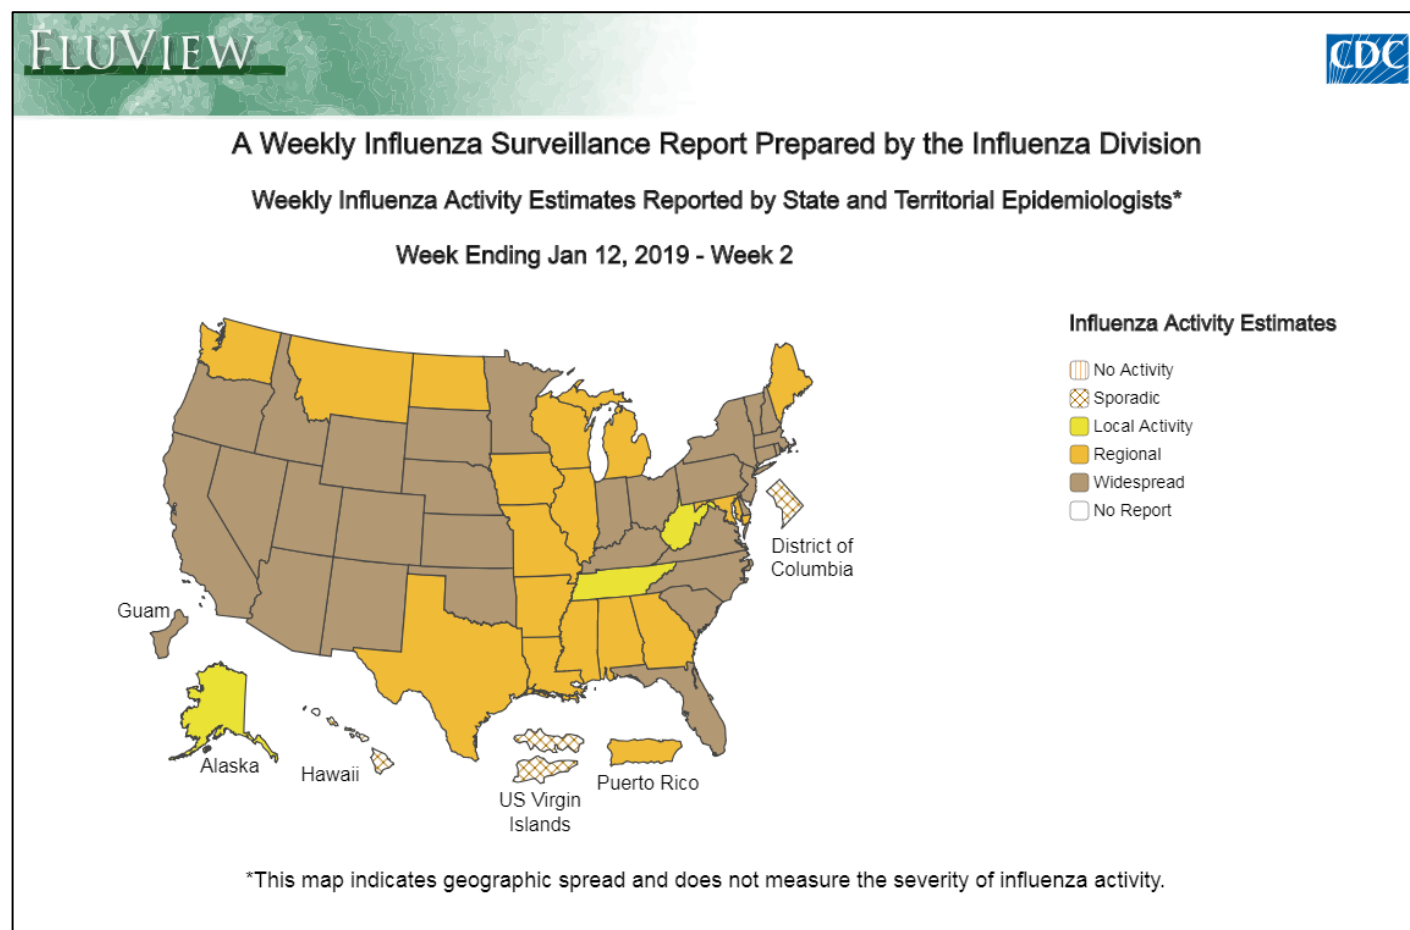 FLUVIEW
CDC
A Weekly Influenza Surveillance Report Prepared by the Influenza Division
Weekly Influenza Activity Estimates Reported by State and Territorial Epidemiologists*
Week Ending Jan 12, 2019 - Week 2
Influenza Activity Estimates
No Activity
Sporadic
Local Activity
Regional
Widespread
No Report
District of
Columbia
Guam
Alaska
Hawaii
US Virgin
Islands
Puerto Rico
*This map indicates geographic spread and does not measure the severity of influenza activity.